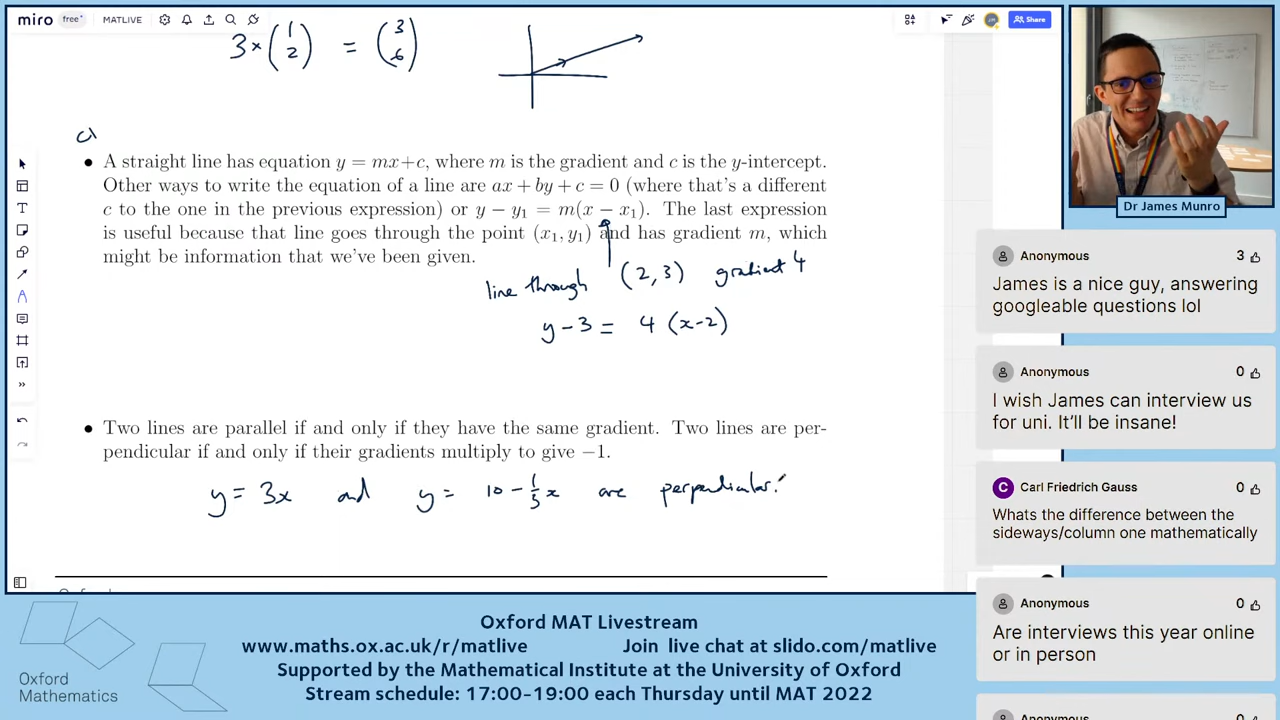 miro free MATLIVE
Share
3 × (1 2) = (3 6)
• A straight line has equation y = mx+c, where m is the gradient and c is the y-intercept.
Other ways to write the equation of a line are ax + by + c = 0 (where that's a different
c to the one in the previous expression) or y − y₁ = m(x − x₁). The last expression
is useful because that line goes through the point (x₁, y₁) and has gradient m, which
might be information that we've been given.
line through (2, 3) gradient 4
y − 3 = 4 (x−2)
• Two lines are parallel if and only if they have the same gradient. Two lines are per-
pendicular if and only if their gradients multiply to give −1.
y = 3x and y = 10 − 1/3 x are perpendicular.
Dr James Munro
Anonymous 3
James is a nice guy, answering
googleable questions lol
Anonymous 0
I wish James can interview us
for uni. It'll be insane!
C Carl Friedrich Gauss 0
Whats the difference between the
sideways/column one mathematically
Anonymous 0
Are interviews this year online
or in person
Oxford MAT Livestream
www.maths.ox.ac.uk/r/matlive Join live chat at slido.com/matlive
Supported by the Mathematical Institute at the University of Oxford
Stream schedule: 17:00-19:00 each Thursday until MAT 2022
Oxford
Mathematics